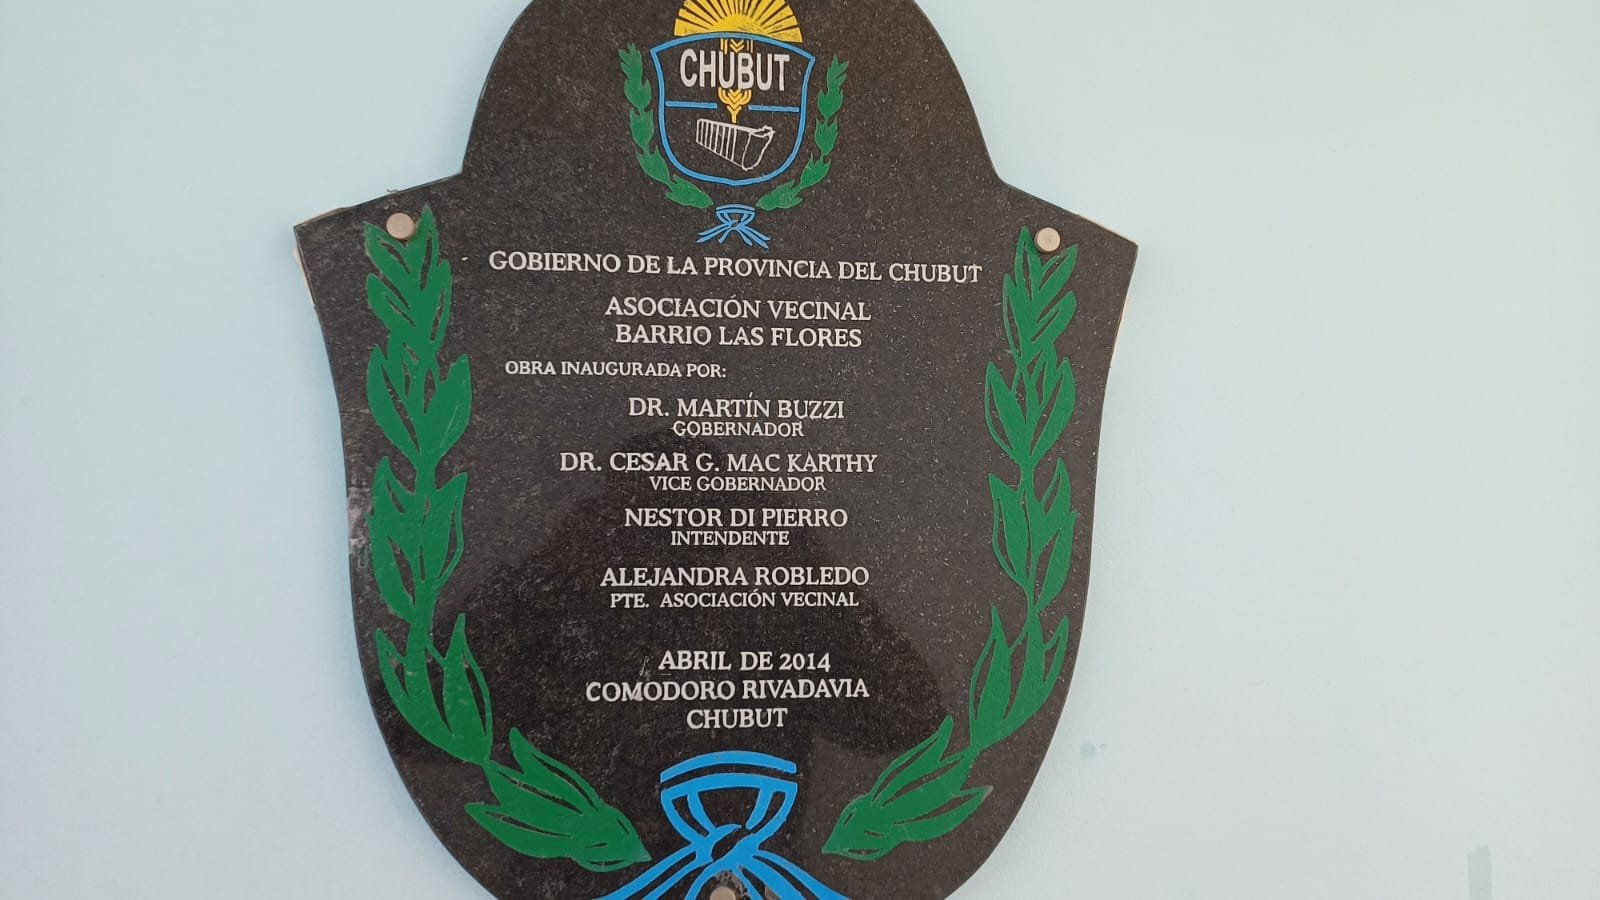 CHUBUT
GOBIERNO DE LA PROVINCIA DEL CHUBUT
ASOCIACIÓN VECINAL
BARRIO LAS FLORES
OBRA INAUGURADA POR:
DR. MARTÍN BUZZI
GOBERNADOR
DR. CESAR G. MAC KARTHY
VICE GOBERNADOR
NESTOR DI PIERRO
INTENDENTE
ALEJANDRA ROBLEDO
PTE. ASOCIACIÓN VECINAL
ABRIL DE 2014
COMODORO RIVADAVIA
CHUBUT